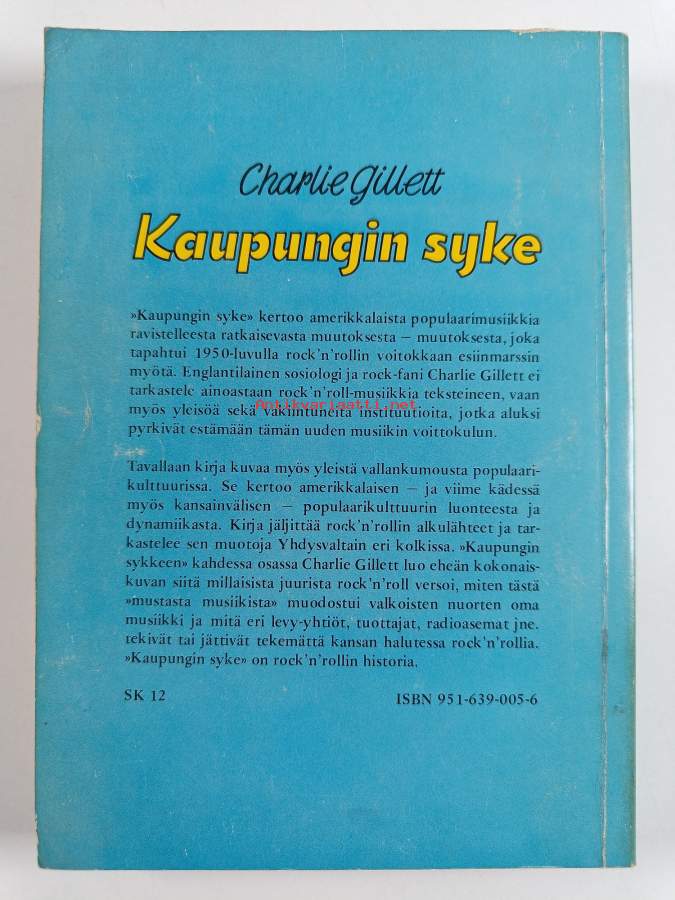 Charlie Gillett
Kaupungin syke
»Kaupungin syke» kertoo amerikkalaista populaarimusiikkia
ravistelleesta ratkaisevasta muutoksesta — muutoksesta, joka
tapahtui 1950-luvulla rock'n'rollin voitokkaan esiinmarssin
myötä. Englantilainen sosiologi ja rock-fani Charlie Gillett ei
tarkastele ainoastaan rock'n'roll-musiikkia teksteineen, vaan
Antikvariaatti.net
myös yleisöä sekä vakiintuneita instituutioita, jotka aluksi
pyrkivät estämään tämän uuden musiikin voittokulun.
Tavallaan kirja kuvaa myös yleistä vallankumousta populaari-
kulttuurissa. Se kertoo amerikkalaisen — ja viime kädessä
myös kansainvälisen — populaarikulttuurin luonteesta ja
dynamiikasta. Kirja jäljittää rock'n'rollin alkulähteet ja tar-
kastelee sen muotoja Yhdysvaltain eri kolkissa. »Kaupungin
sykkeen» kahdessa osassa Charlie Gillett luo eheän kokonais-
kuvan siitä millaisista juurista rock'n'roll versoi, miten tästä
»mustasta musiikista» muodostui valkoisten nuorten oma
musiikki ja mitä eri levy-yhtiöt, tuottajat, radioasemat jne.
tekivät tai jättivät tekemättä kansan halutessa rock'n'rollia.
»Kaupungin syke» on rock'n'rollin historia.
SK 12
ISBN 951-639-005-6